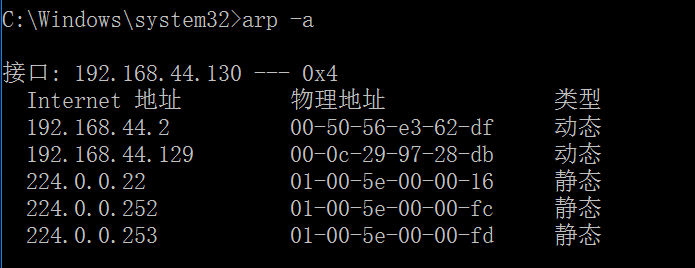 C:\Windows\system32>arp -a
接口: 192.168.44.130 --- 0x4
Internet 地址 物理地址 类型
192.168.44.2 00-50-56-e3-62-df 动态
192.168.44.129 00-0c-29-97-28-db 动态
224.0.0.22 01-00-5e-00-00-16 静态
224.0.0.252 01-00-5e-00-00-fc 静态
224.0.0.253 01-00-5e-00-00-fd 静态